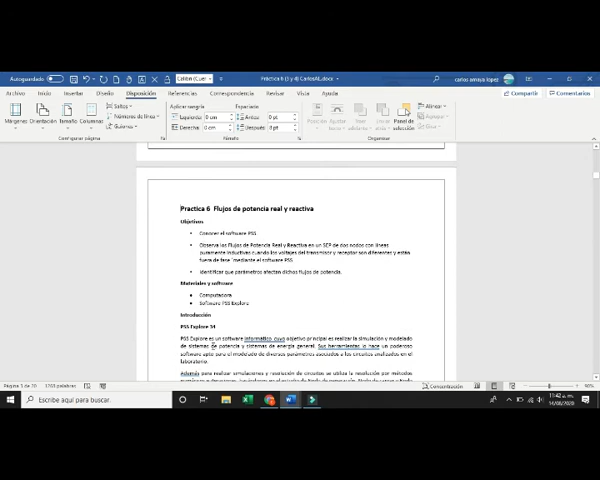 Autoguardado
Calibri (Cuer
Práctica 6 (3 y 4) CarlosAL.docx
carlos arroyo lopez
Archivo Inicio Insertar Diseño Disposición Referencias Correspondencia Revisar Vista Ayuda Compartir Comentarios
Márgenes Orientación Tamaño Columnas
Saltos
Números de línea
Guiones
Configurar página
Aplicar sangría Espaciado
Izquierda: 0 cm Antes: 0 pt
Derecha: 0 cm Después: 8 pt
Párrafo
Panel de selección
Alinear
Organizar
Practica 6 Flujos de potencia real y reactiva
Objetivos
• Conocer el software PSS
• Observa los Flujos de Potencia Real y Reactiva en un SEP de dos nodos con líneas
puramente inductivas cuando los voltajes del transmisor y receptor son diferentes y están
fuera de fase mediante el software PSS
• Identificar que parámetros afectan dichos flujos de potencia.
Materiales y software
• Computadora
• Software PSS Explore
Introducción
PSS Explore 34
PSS Explore es un software informático cuyo objetivo principal es realizar la simulación y modelado
de sistemas de potencia y sistemas de energía general. Sus herramientas lo hace un poderoso
software apto para el modelado de diversos parámetros asociados a los circuitos analizados en el
laboratorio.
Además para realizar simulaciones y resolución de circuitos se utiliza la resolución por métodos
palabras
Concentración
Escribe aquí para buscar.
11:42 a. m.
14/08/2020